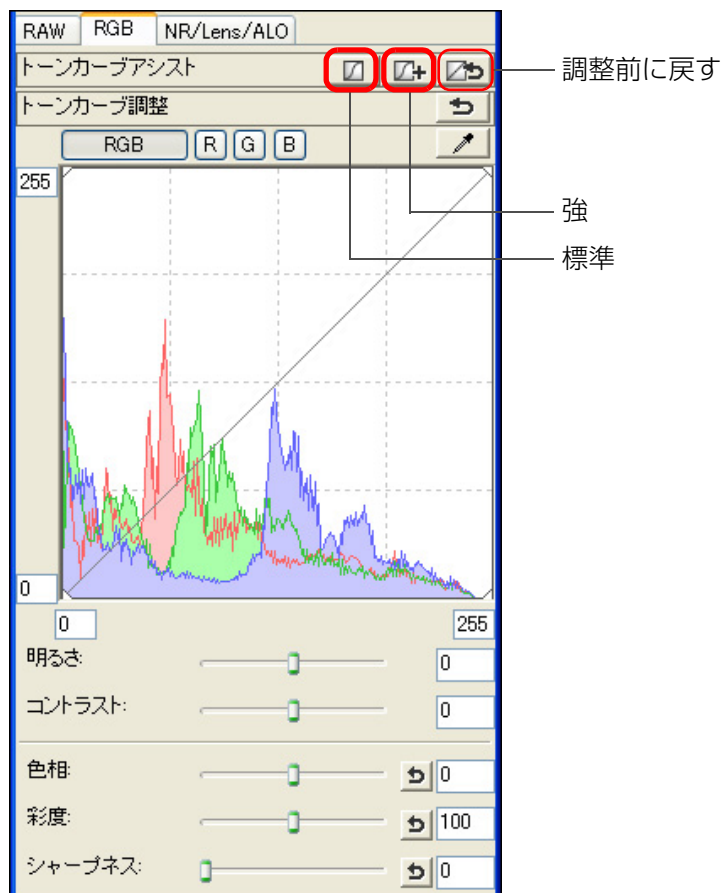 RAW RGB NR/Lens/ALO
トーンカーブアシスト
調整前に戻す
トーンカーブ調整
RGB R G B
255
強
標準
0
0 255
明るさ: 0
コントラスト: 0
色相: 0
彩度: 100
シャープネス: 0